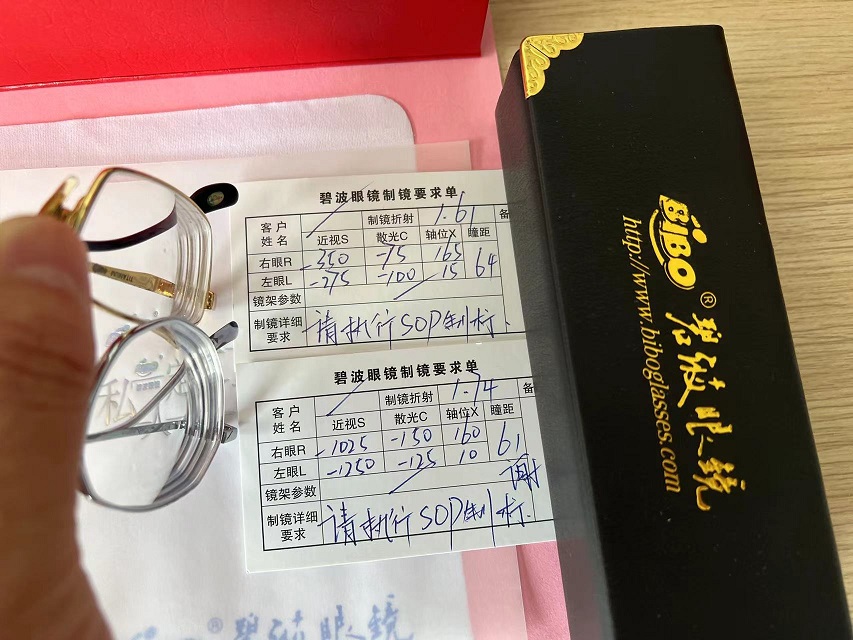 碧波眼镜制镜要求单
客户姓名 制镜折射 1.61 备
近视S 散光C 轴位X 瞳距
右眼R -350 -75 165 64
左眼L -275 -100 15
镜架参数
制镜详细要求 请执行SOP制标.
碧波眼镜制镜要求单
客户姓名 制镜折射 1.74 备
近视S 散光C 轴位X 瞳距
右眼R -1025 -150 160 61
左眼L -1250 -125 10
镜架参数
制镜详细要求 请执行SOP制标.
BiBO®碧波眼镜
http://www.biboglasses.com
®碧波眼镜